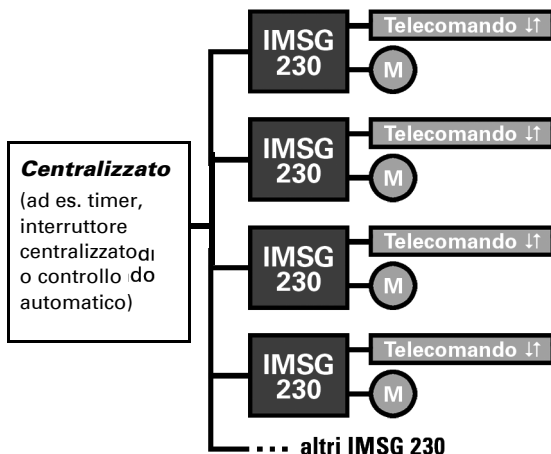 IMSG
230
Telecomando ↓↑
M
IMSG
230
Telecomando ↓↑
M
Centralizzato
(ad es. timer,
interruttore
centralizzato
o controllo
automatico)
IMSG
230
Telecomando ↓↑
M
IMSG
230
Telecomando ↓↑
M
altri IMSG 230